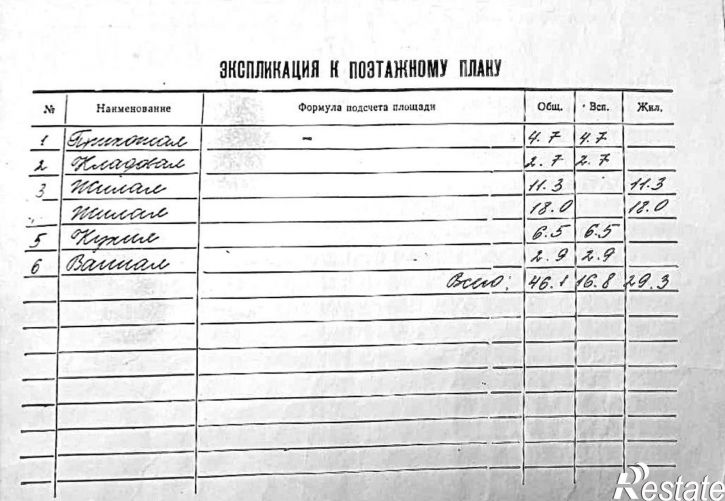 ЭКСПЛИКАЦИЯ К ПОЭТАЖНОМУ ПЛАНУ
№ Наименование Формула подсчета площади Общ. Всп. Жил.
1 Прихожая – 4.7 4.7
2 Кладовая 2.7 2.7
3 Жилая 11.3 11.3
Жилая 18.0 18.0
5 Кухня 6.5 6.5
6 Ванная 2.9 2.9
Всего: 46.1 16.8 29.3
Restate